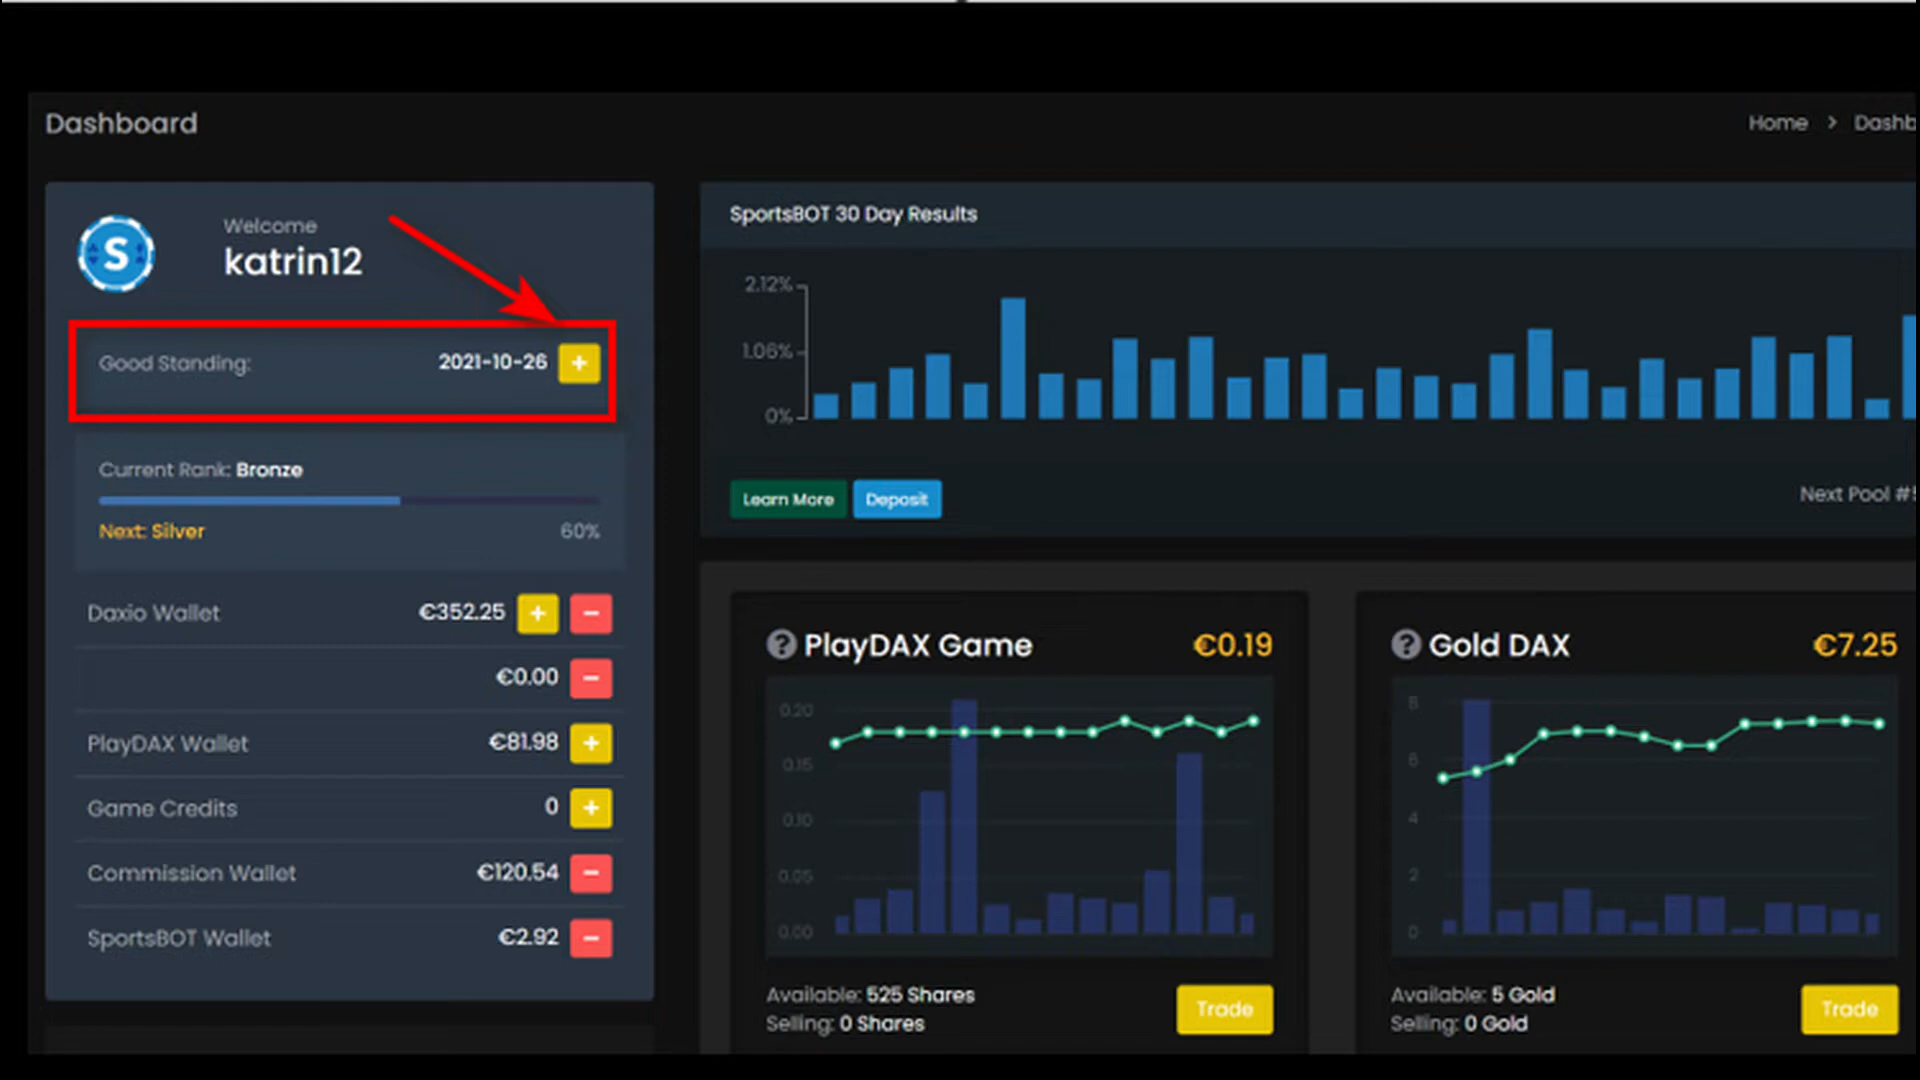 Dashboard
Home > Dashb
S
Welcome
katrin12
Good Standing: 2021-10-26 +
Current Rank: Bronze
Next: Silver 60%
Daxio Wallet €352.25 + -
€0.00 -
PlayDAX Wallet €81.98 +
Game Credits 0 +
Commission Wallet €120.54 -
SportsBOT Wallet €2.92 -
SportsBOT 30 Day Results
2.12%
1.06%
0%
Learn More Deposit
Next Pool #5
? PlayDAX Game €0.19
0.20
0.15
0.10
0.05
0.00
Available: 525 Shares
Selling: 0 Shares
Trade
? Gold DAX €7.25
8
6
4
2
0
Available: 5 Gold
Selling: 0 Gold
Trade